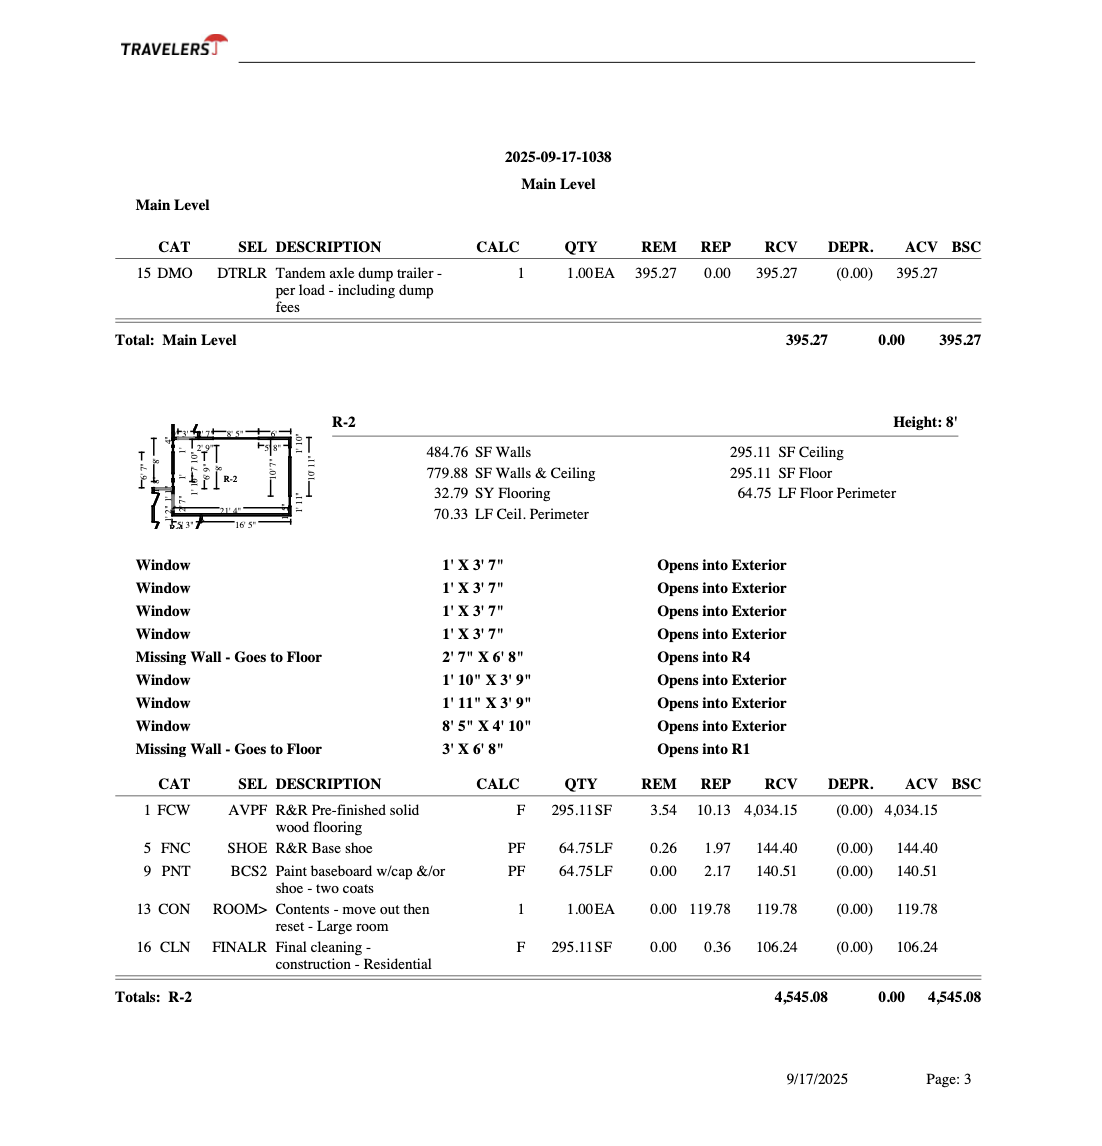 TRAVELERS
2025-09-17-1038
Main Level
Main Level
CAT SEL DESCRIPTION CALC QTY REM REP RCV DEPR. ACV BSC
15 DMO DTRLR Tandem axle dump trailer - 1 1.00EA 395.27 0.00 395.27 (0.00) 395.27
per load - including dump
fees
Total: Main Level 395.27 0.00 395.27
R-2 Height: 8'
484.76 SF Walls 295.11 SF Ceiling
779.88 SF Walls & Ceiling 295.11 SF Floor
32.79 SY Flooring 64.75 LF Floor Perimeter
70.33 LF Ceil. Perimeter
8' 5"
R-2
10' 7"
10' 11"
6' 7"
21' 4"
16' 5"
Window 1' X 3' 7" Opens into Exterior
Window 1' X 3' 7" Opens into Exterior
Window 1' X 3' 7" Opens into Exterior
Window 1' X 3' 7" Opens into Exterior
Missing Wall - Goes to Floor 2' 7" X 6' 8" Opens into R4
Window 1' 10" X 3' 9" Opens into Exterior
Window 1' 11" X 3' 9" Opens into Exterior
Window 8' 5" X 4' 10" Opens into Exterior
Missing Wall - Goes to Floor 3' X 6' 8" Opens into R1
CAT SEL DESCRIPTION CALC QTY REM REP RCV DEPR. ACV BSC
1 FCW AVPF R&R Pre-finished solid F 295.11SF 3.54 10.13 4,034.15 (0.00) 4,034.15
wood flooring
5 FNC SHOE R&R Base shoe PF 64.75LF 0.26 1.97 144.40 (0.00) 144.40
9 PNT BCS2 Paint baseboard w/cap &/or PF 64.75LF 0.00 2.17 140.51 (0.00) 140.51
shoe - two coats
13 CON ROOM> Contents - move out then 1 1.00EA 0.00 119.78 119.78 (0.00) 119.78
reset - Large room
16 CLN FINALR Final cleaning - F 295.11SF 0.00 0.36 106.24 (0.00) 106.24
construction - Residential
Totals: R-2 4,545.08 0.00 4,545.08
9/17/2025 Page: 3